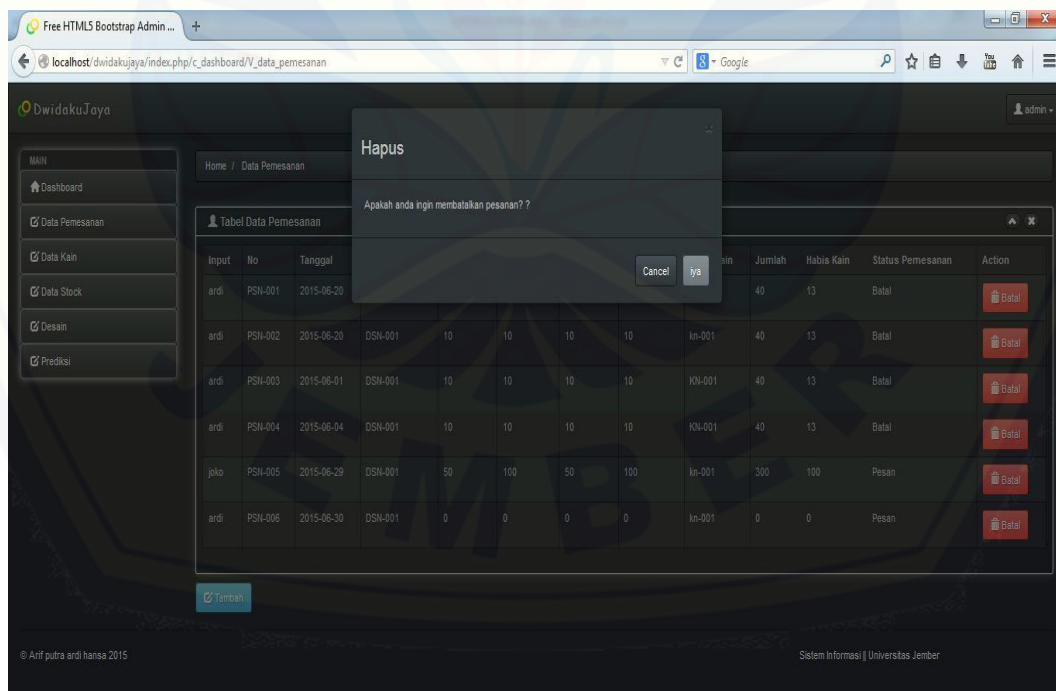 Free HTML5 Bootstrap Admin ...
localhost/dwidakujaya/index.php/c_dashboard/V_data_pemesanan
Google
DwidakuJaya
admin
MAIN
Dashboard
Data Pemesanan
Data Kain
Data Stock
Desain
Prediksi
Home / Data Pemesanan
Hapus
Apakah anda ingin membatalkan pesanan? ?
Cancel iya
Tabel Data Pemesanan
Input No Tanggal ain Jumlah Habis Kain Status Pemesanan Action
ardi PSN-001 2015-06-20 40 13 Batal Batal
ardi PSN-002 2015-06-20 DSN-001 10 10 10 10 kn-001 40 13 Batal Batal
ardi PSN-003 2015-06-01 DSN-001 10 10 10 10 KN-001 40 13 Batal Batal
ardi PSN-004 2015-06-04 DSN-001 10 10 10 10 KN-001 40 13 Batal Batal
joko PSN-005 2015-06-29 DSN-001 50 100 50 100 kn-001 300 100 Pesan Batal
ardi PSN-006 2015-06-30 DSN-001 0 0 0 0 kn-001 0 0 Pesan Batal
Tambah
© Arif putra ardi hansa 2015
Sistem Informasi || Universitas Jember
JEMBER